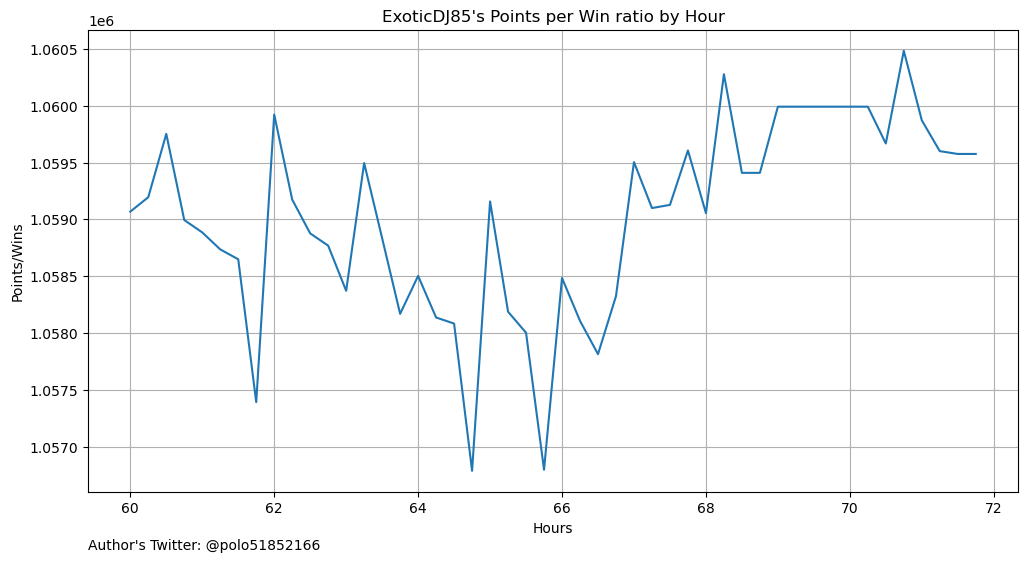 ExoticDJ85's Points per Win ratio by Hour
1e6
1.0605
1.0600
1.0595
1.0590
1.0585
1.0580
1.0575
1.0570
Points/Wins
60 62 64 66 68 70 72
Hours
Author's Twitter: @polo51852166